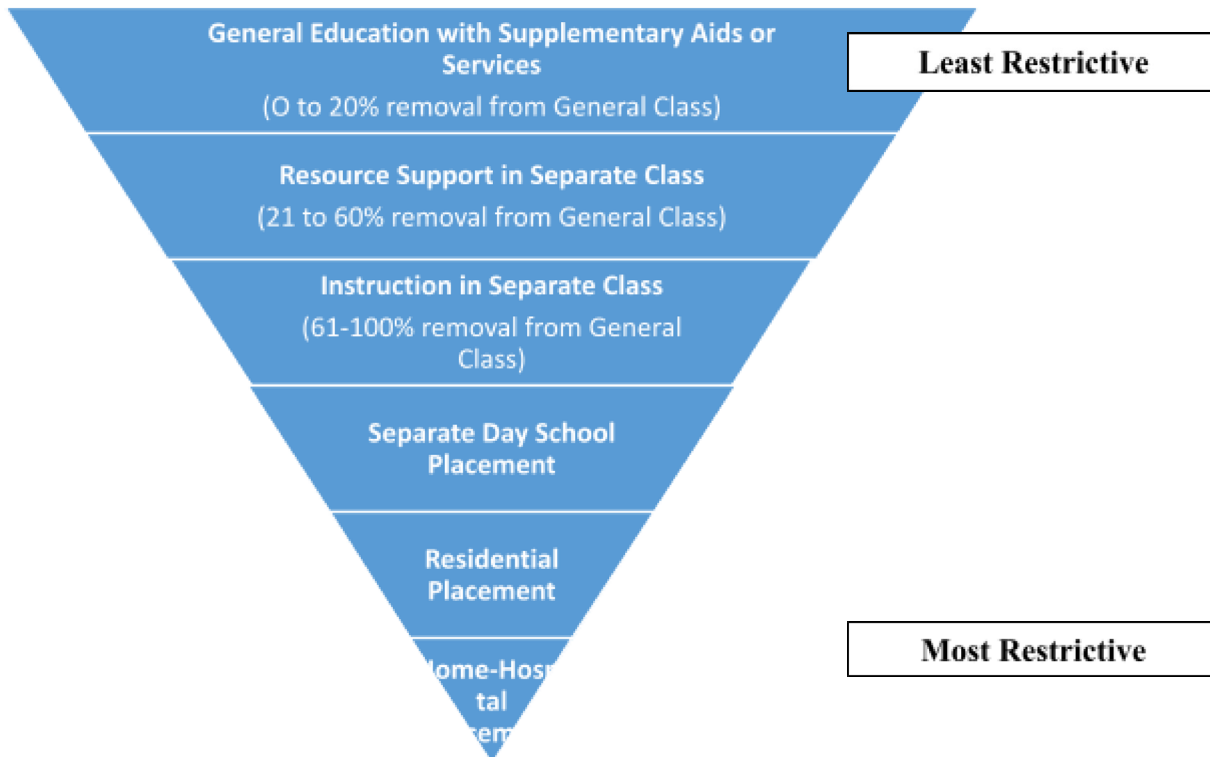 General Education with Supplementary Aids or
Services
(O to 20% removal from General Class)
Least Restrictive
Resource Support in Separate Class
(21 to 60% removal from General Class)
Instruction in Separate Class
(61-100% removal from General
Class)
Separate Day School
Placement
Residential
Placement
Most Restrictive
tal